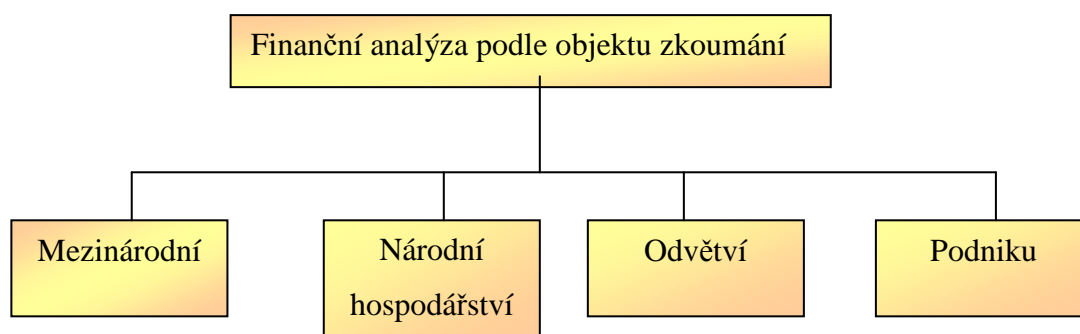 Finanční analýza podle objektu zkoumání
Mezinárodní
Národní
hospodářství
Odvětví
Podniku